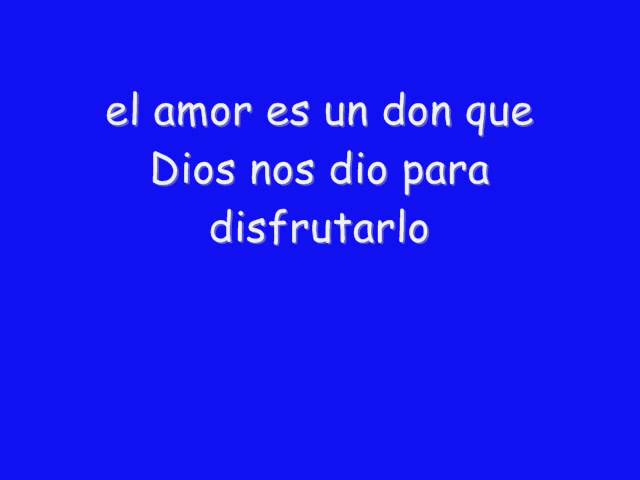 el amor es un don que
Dios nos dio para
disfrutarlo